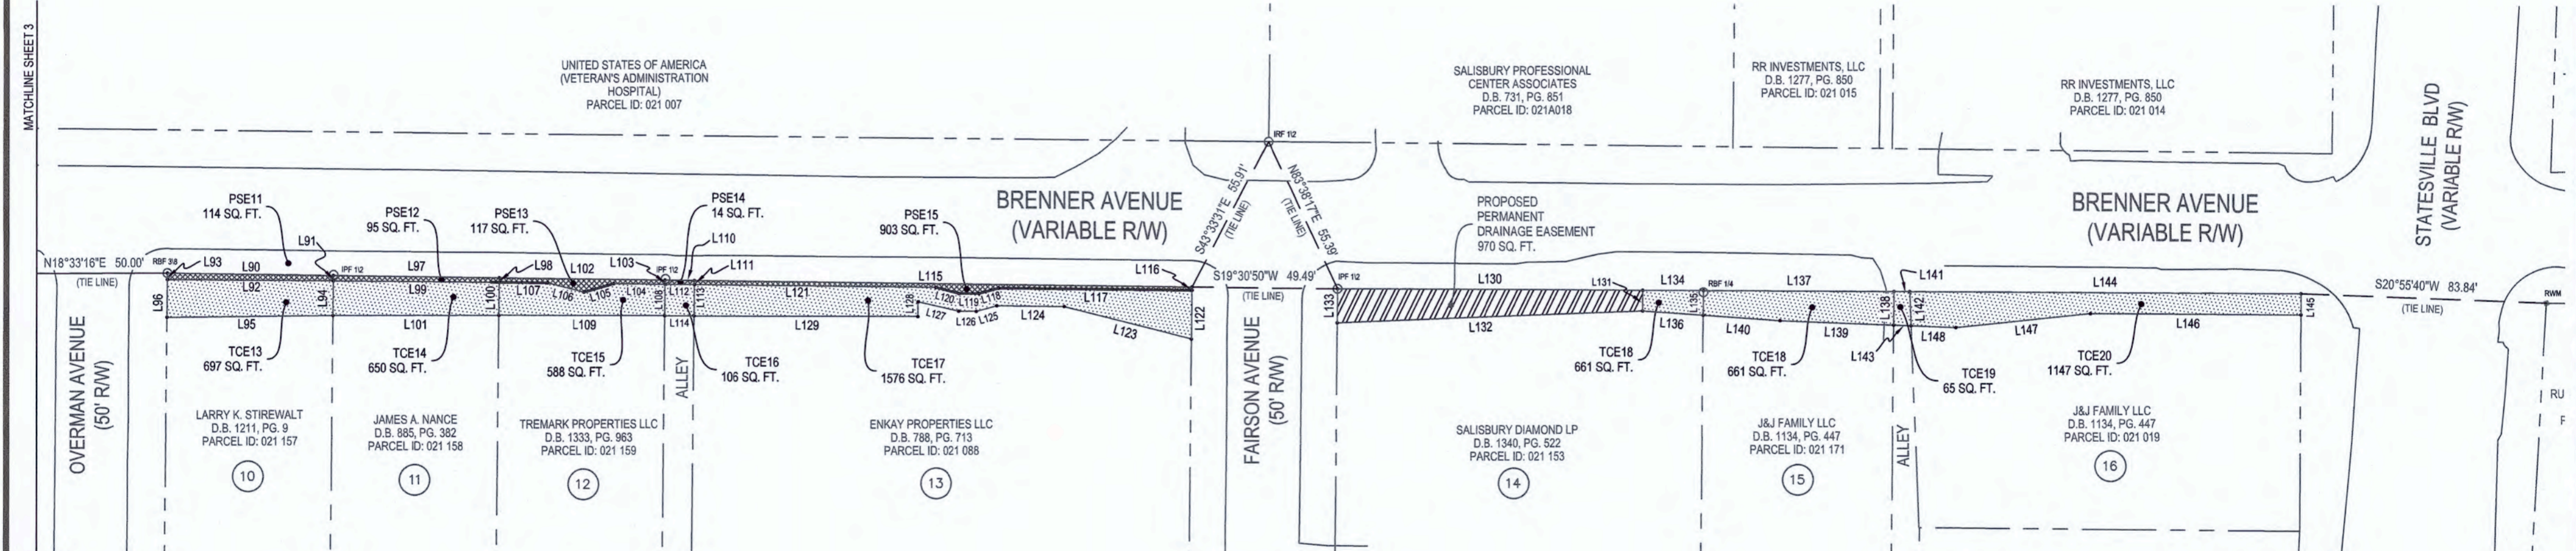 MATCHLINE SHEET 3
UNITED STATES OF AMERICA
(VETERAN'S ADMINISTRATION
HOSPITAL)
PARCEL ID: 021 007
SALISBURY PROFESSIONAL
CENTER ASSOCIATES
D.B. 731, PG. 851
PARCEL ID: 021A018
RR INVESTMENTS, LLC
D.B. 1277, PG. 850
PARCEL ID: 021 015
RR INVESTMENTS, LLC
D.B. 1277, PG. 850
PARCEL ID: 021 014
STATESVILLE BLVD
(VARIABLE R/W)
IRF 1\2
BRENNER AVENUE
(VARIABLE R/W)
BRENNER AVENUE
(VARIABLE R/W)
S43°33'31"E 55.91'
(TIE LINE)
N83°38'17"E 55.39'
(TIE LINE)
PROPOSED
PERMANENT
DRAINAGE EASEMENT
970 SQ. FT.
PSE11
114 SQ. FT.
PSE12
95 SQ. FT.
PSE13
117 SQ. FT.
PSE14
14 SQ. FT.
PSE15
903 SQ. FT.
N18°33'16"E 50.00'
(TIE LINE)
RBF 3\8
L93
L90
L91
IPF 1\2
L97
L98
L102
L103
IPF 1\2
L110
L111
L115
L116
S19°30'50"W 49.49'
(TIE LINE)
IPF 1\2
L130
L131
L134
RBF 1\4
L137
L141
L144
S20°55'40"W 83.84'
(TIE LINE)
RWM
L96
L92
L94
L99
L100
L107
L106
L105
L104
L108
L112
L113
L121
L128
L120
L119
L118
L117
L122
L133
L135
L138
L142
L145
L95
L101
L109
L114
L129
L127
L126
L125
L124
L123
L132
L136
L140
L139
L143
L148
L147
L146
TCE13
697 SQ. FT.
TCE14
650 SQ. FT.
TCE15
588 SQ. FT.
TCE16
106 SQ. FT.
TCE17
1576 SQ. FT.
TCE18
661 SQ. FT.
TCE18
661 SQ. FT.
TCE19
65 SQ. FT.
TCE20
1147 SQ. FT.
OVERMAN AVENUE
(50' R/W)
ALLEY
FAIRSON AVENUE
(50' R/W)
ALLEY
LARRY K. STIREWALT
D.B. 1211, PG. 9
PARCEL ID: 021 157
10
JAMES A. NANCE
D.B. 885, PG. 382
PARCEL ID: 021 158
11
TREMARK PROPERTIES LLC
D.B. 1333, PG. 963
PARCEL ID: 021 159
12
ENKAY PROPERTIES LLC
D.B. 788, PG. 713
PARCEL ID: 021 088
13
SALISBURY DIAMOND LP
D.B. 1340, PG. 522
PARCEL ID: 021 153
14
J&J FAMILY LLC
D.B. 1134, PG. 447
PARCEL ID: 021 171
15
J&J FAMILY LLC
D.B. 1134, PG. 447
PARCEL ID: 021 019
16
RU